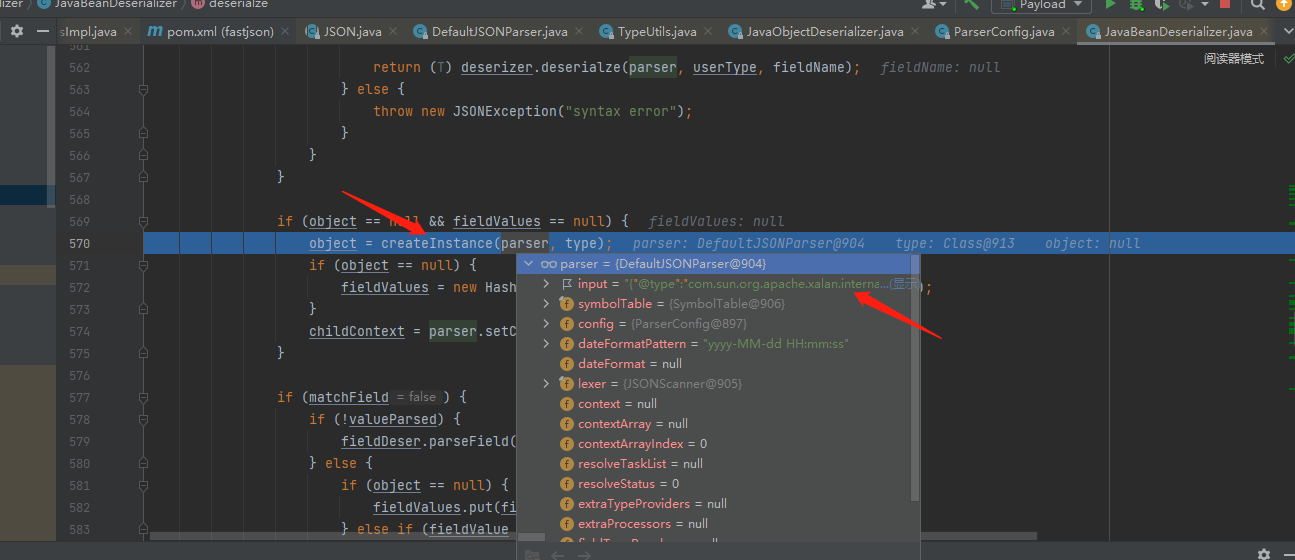 lizer JavaBeanDeserializer deserialze
Payload
sImpl.java pom.xml (fastjson) JSON.java DefaultJSONParser.java TypeUtils.java JavaObjectDeserializer.java ParserConfig.java JavaBeanDeserializer.java
561
阅读器模式
562 return (T) deserizer.deserialze(parser, userType, fieldName); fieldName: null
563 } else {
564 throw new JSONException("syntax error");
565 }
566 }
567 }
568
569 if (object == null && fieldValues == null) { fieldValues: null
570 object = createInstance(parser, type); parser: DefaultJSONParser@904 type: Class@913 object: null
571 if (object == null) {
572 fieldValues = new Hash );
573 }
574 childContext = parser.setC
575 }
576
577 if (matchField = false ) {
578 if (!valueParsed) {
579 fieldDeser.parseField(
580 } else {
581 if (object == null) {
582 fieldValues.put(fi
583 } else if (fieldValue
parser = {DefaultJSONParser@904}
input = "{"@type":"com.sun.org.apache.xalan.interna...(显示)
symbolTable = {SymbolTable@906}
config = {ParserConfig@897}
dateFormatPattern = "yyyy-MM-dd HH:mm:ss"
dateFormat = null
lexer = {JSONScanner@905}
context = null
contextArray = null
contextArrayIndex = 0
resolveTaskList = null
resolveStatus = 0
extraTypeProviders = null
extraProcessors = null